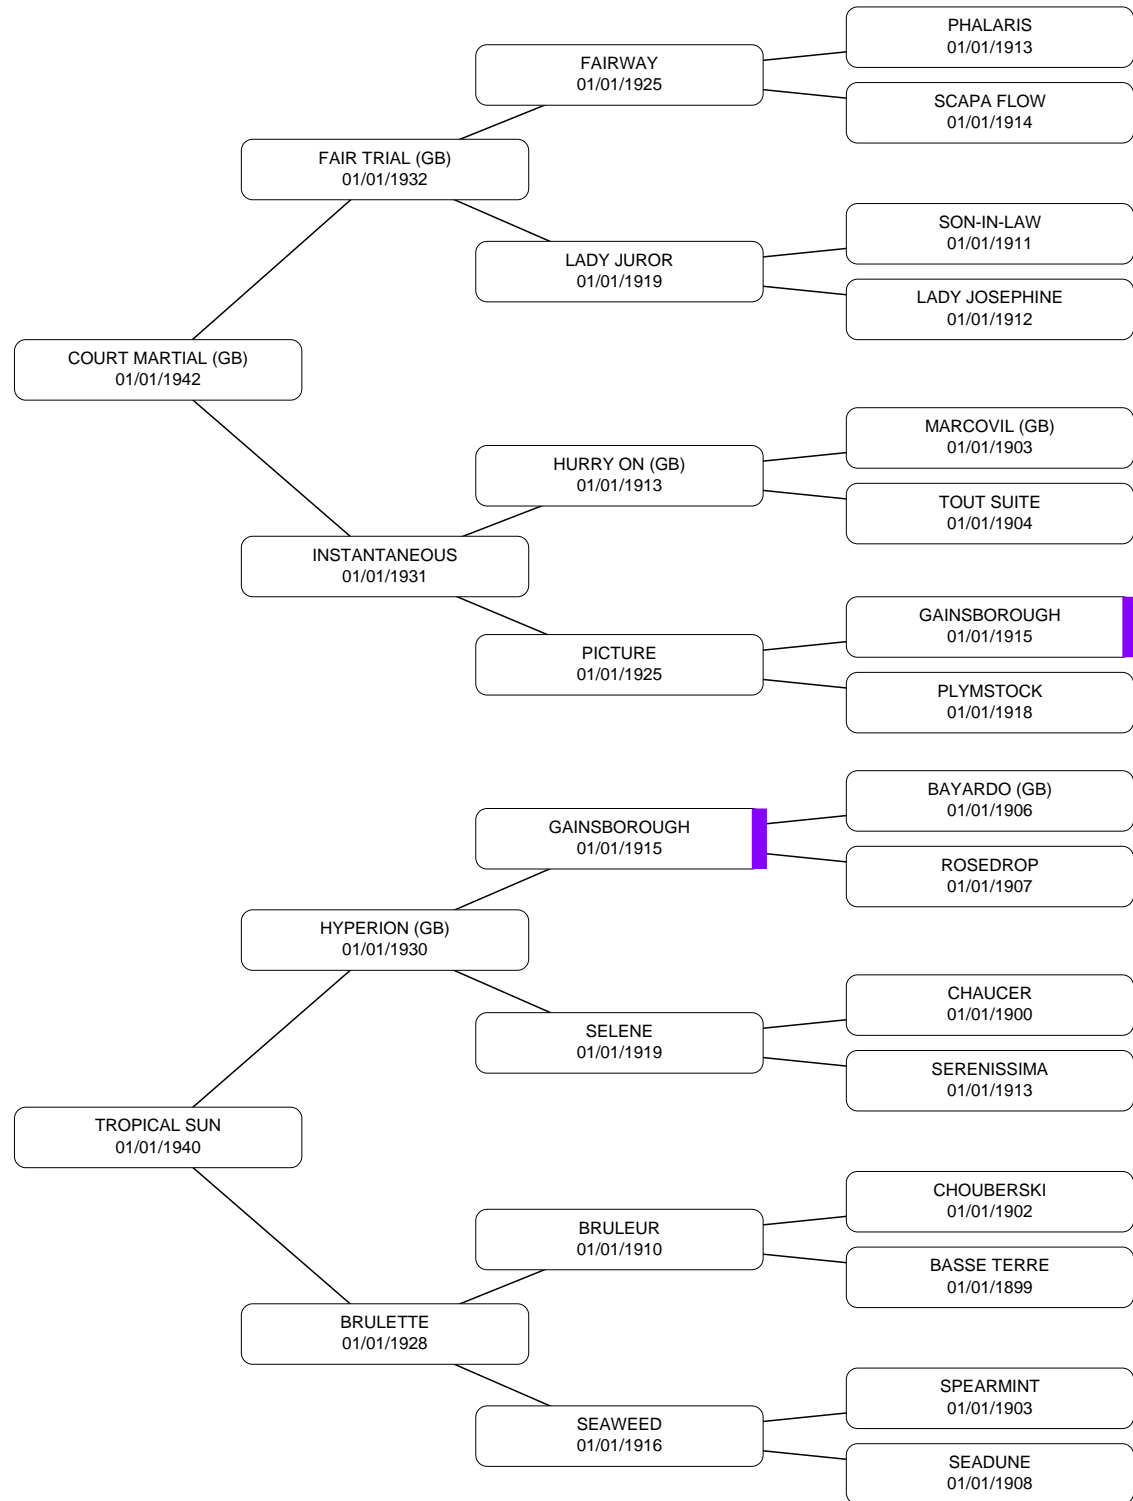 PHALARIS
01/01/1913
FAIRWAY
01/01/1925
SCAPA FLOW
01/01/1914
FAIR TRIAL (GB)
01/01/1932
SON-IN-LAW
01/01/1911
LADY JUROR
01/01/1919
LADY JOSEPHINE
01/01/1912
COURT MARTIAL (GB)
01/01/1942
MARCOVIL (GB)
01/01/1903
HURRY ON (GB)
01/01/1913
TOUT SUITE
01/01/1904
INSTANTANEOUS
01/01/1931
GAINSBOROUGH
01/01/1915
PICTURE
01/01/1925
PLYMSTOCK
01/01/1918
BAYARDO (GB)
01/01/1906
GAINSBOROUGH
01/01/1915
ROSEDROP
01/01/1907
HYPERION (GB)
01/01/1930
CHAUCER
01/01/1900
SELENE
01/01/1919
SERENISSIMA
01/01/1913
TROPICAL SUN
01/01/1940
CHOUBERSKI
01/01/1902
BRULEUR
01/01/1910
BASSE TERRE
01/01/1899
BRULETTE
01/01/1928
SPEARMINT
01/01/1903
SEAWEED
01/01/1916
SEADUNE
01/01/1908